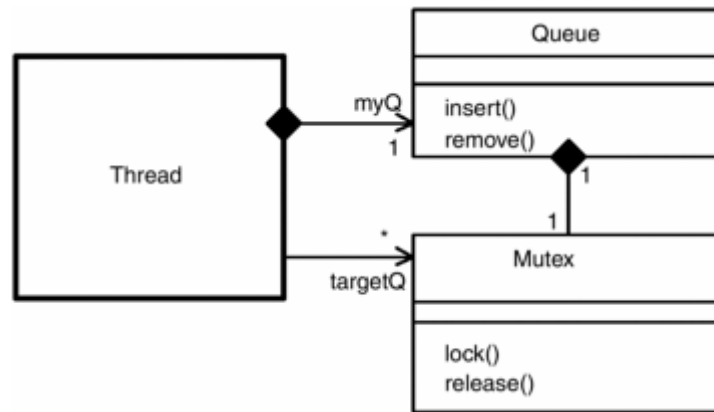 Queue
myQ
insert()
1
remove()
Thread
1
1
*
Mutex
targetQ
lock()
release()